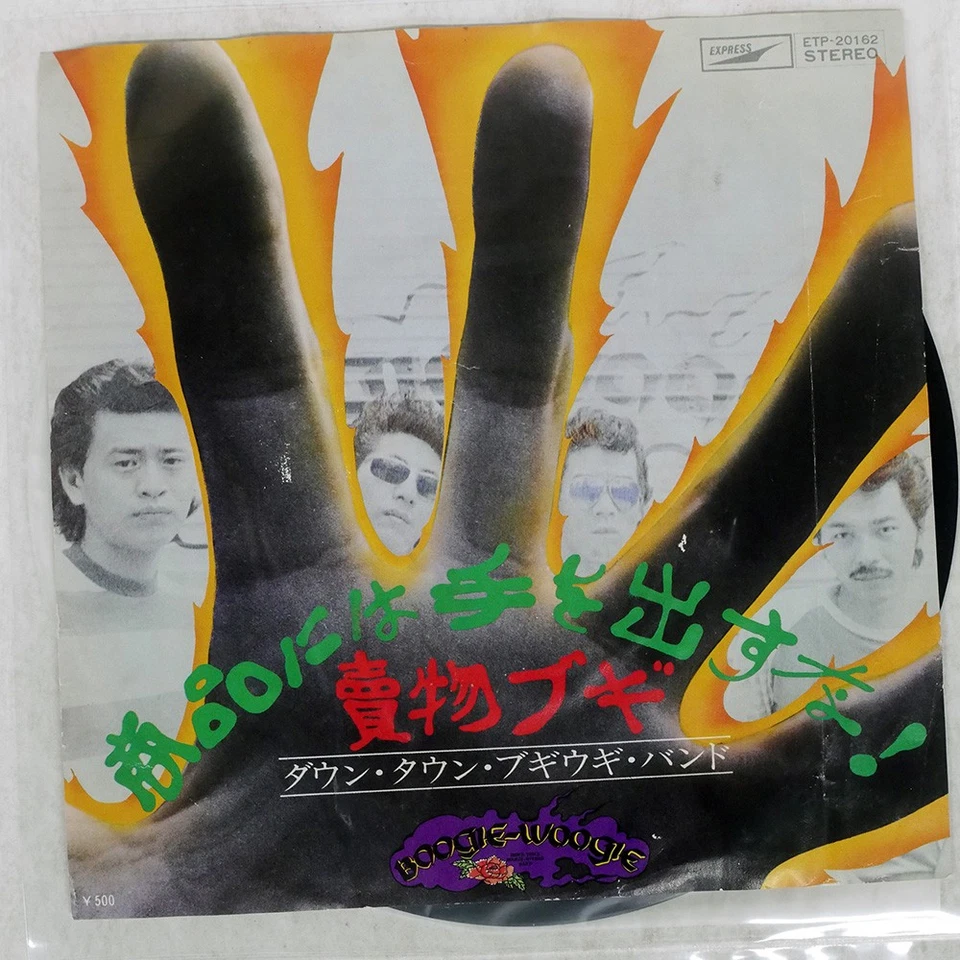 EXPRESS
ETP-20162
STEREO
商品には手を出すな!
賣物ブギ
ダウン・タウン・ブギウギ・バンド
BOOGIE-WOOGIE
¥500